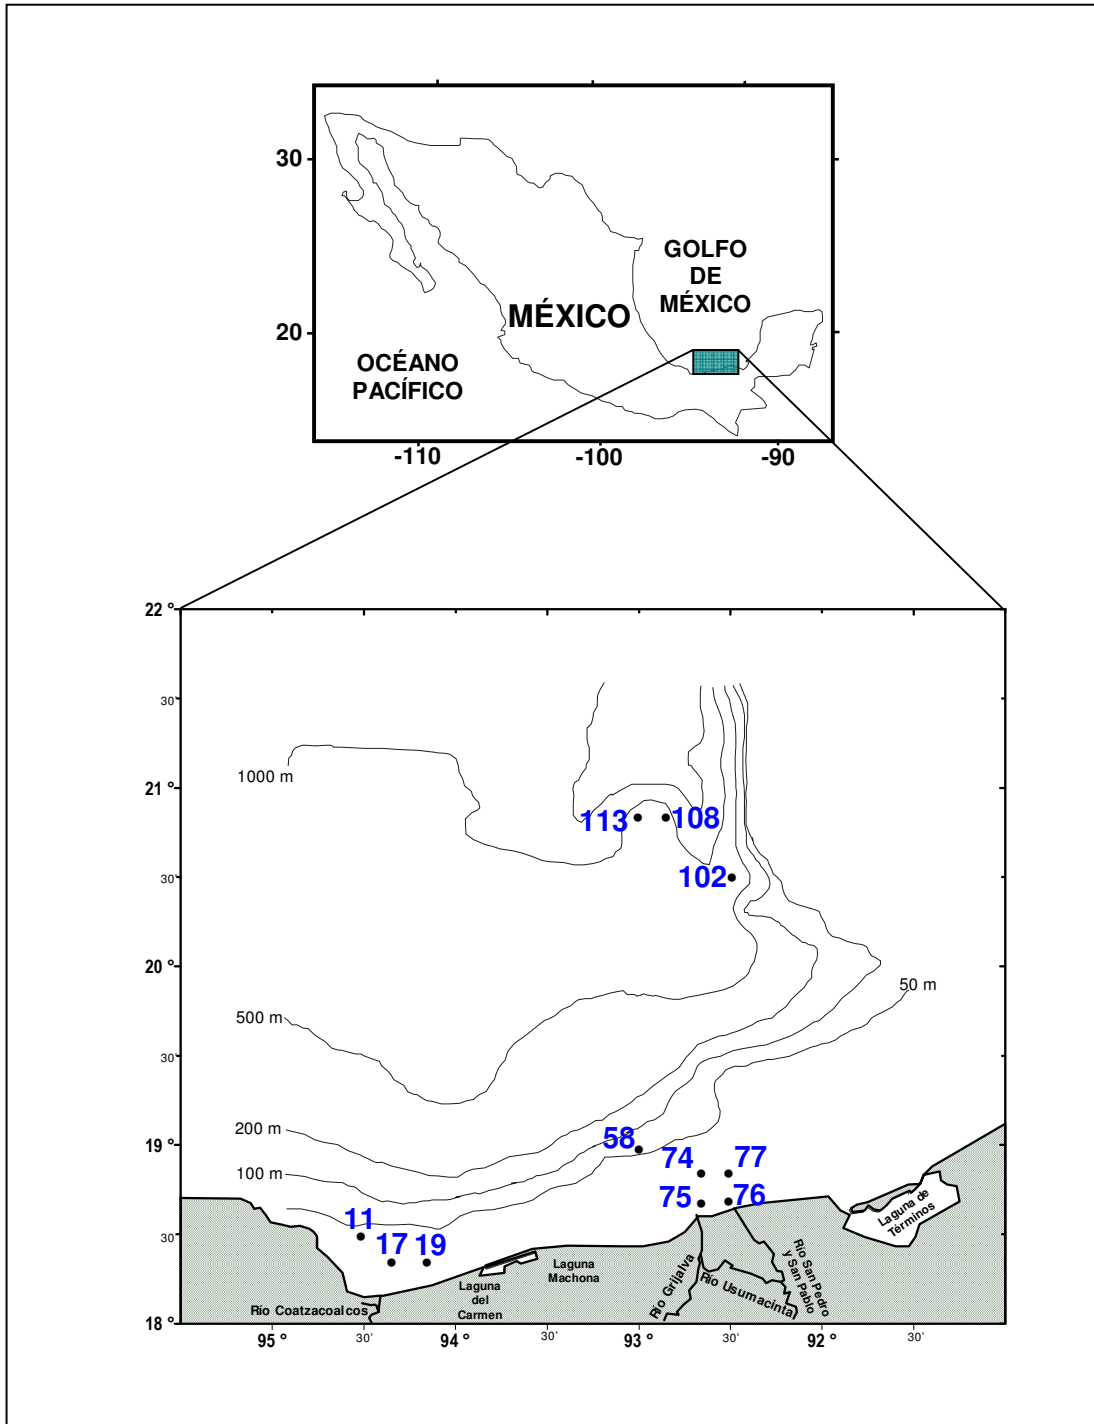 30
GOLFO
DE
MÉXICO
MÉXICO
20
OCÉANO
PACÍFICO
-110
-100
-90
22 °
30'
1000 m
21 °
113
108
102
30'
20 °
50 m
500 m
30'
200 m
19 °
58
74
77
100 m
75
76
11
30'
17
19
Laguna de
Términos
Laguna
Machona
Laguna
del
Carmen
Río Coatzacoalcos
Río Grijalva
Río Usumacinta
Río San Pedro
y San Pablo
18 °
95 °
30'
94 °
30'
93 °
30'
92 °
30'